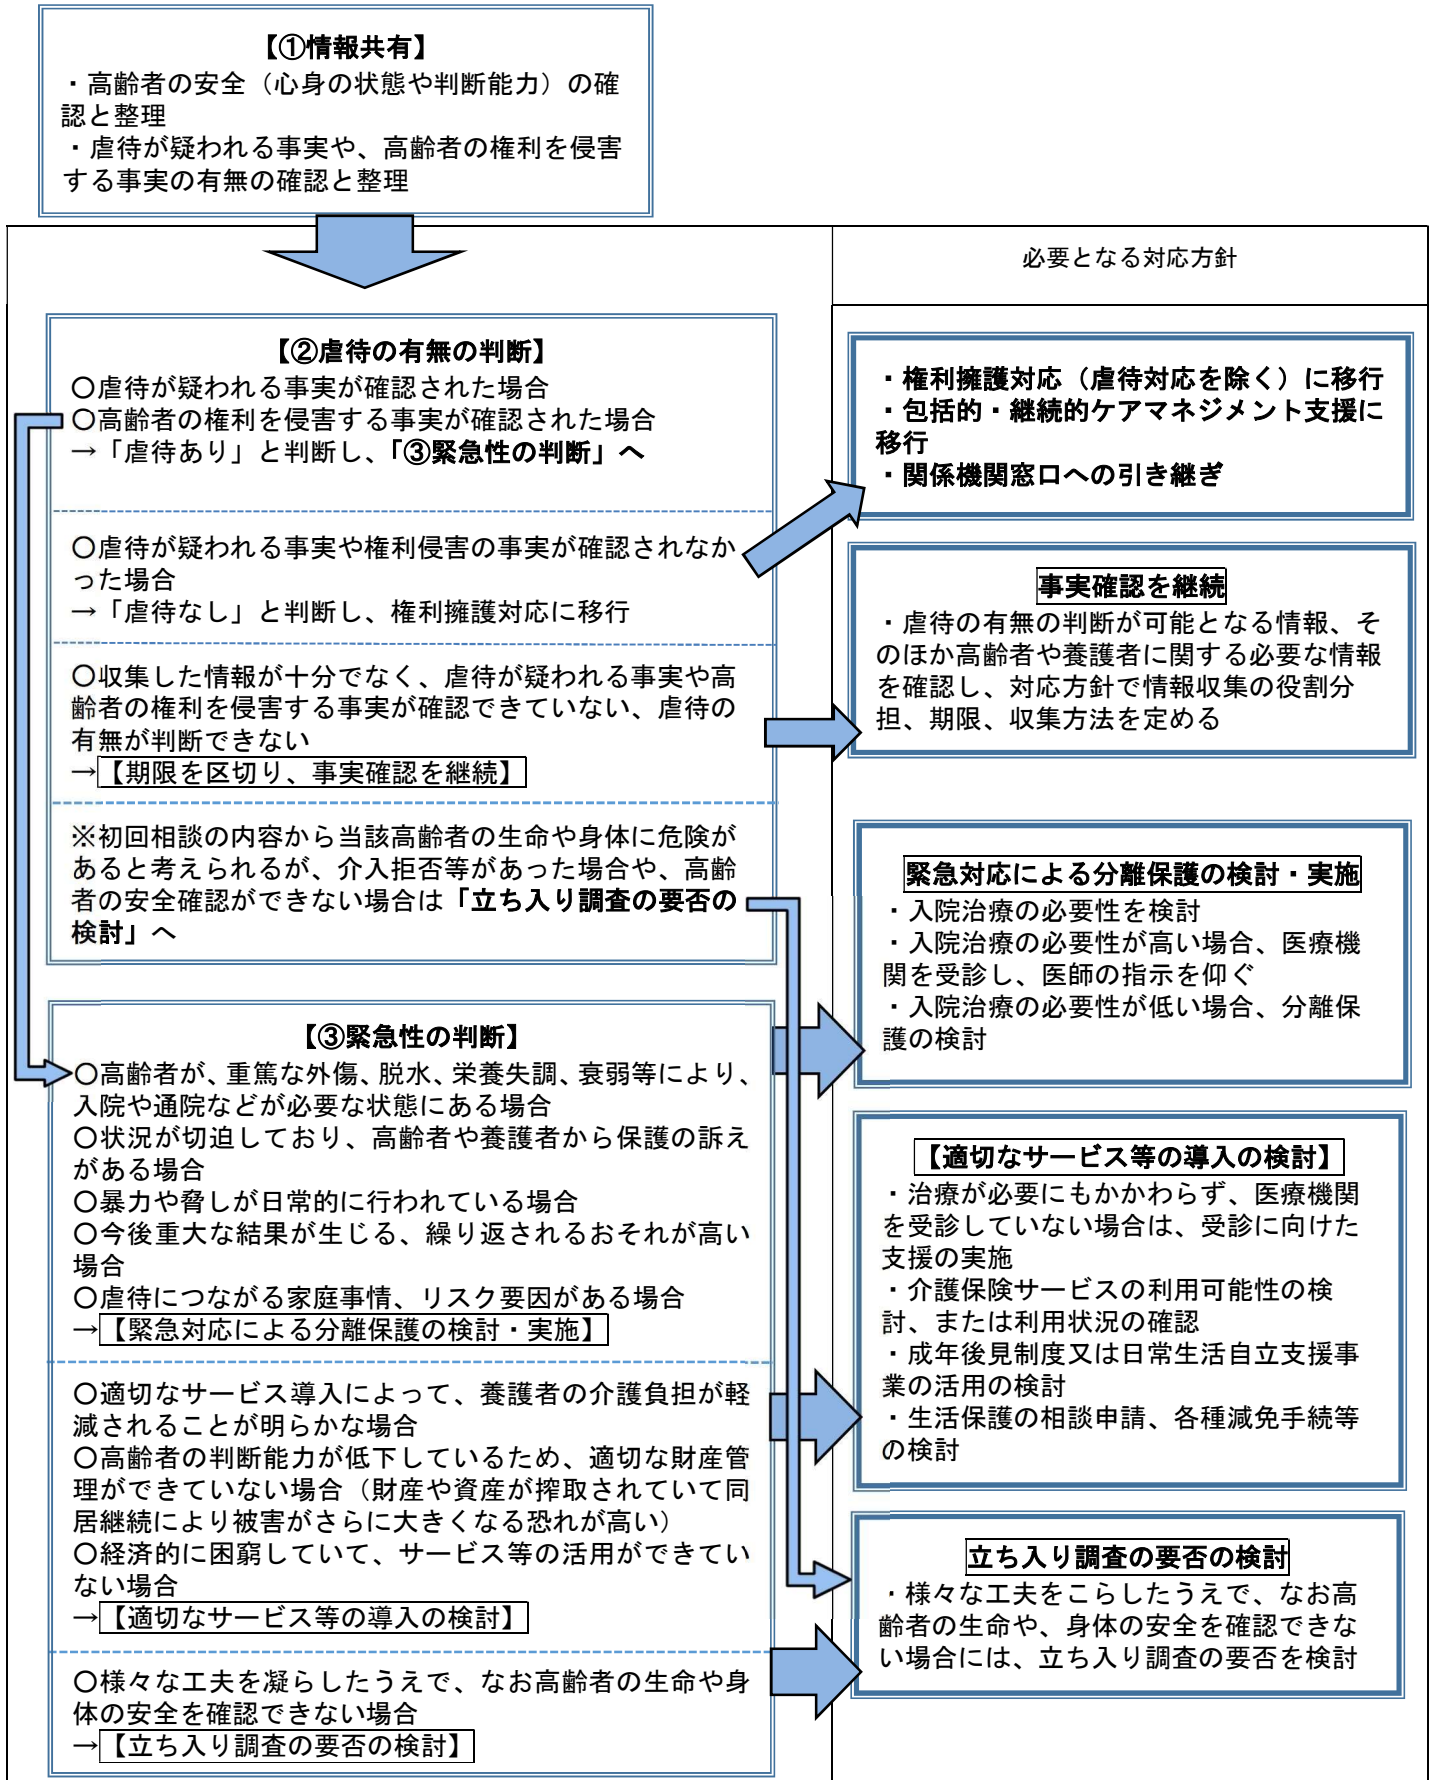 【①情報共有】
・高齢者の安全（心身の状態や判断能力）の確
認と整理
・虐待が疑われる事実や、高齢者の権利を侵害
する事実の有無の確認と整理
必要となる対応方針
【②虐待の有無の判断】
〇虐待が疑われる事実が確認された場合
〇高齢者の権利を侵害する事実が確認された場合
→「虐待あり」と判断し、「③緊急性の判断」へ
〇虐待が疑われる事実や権利侵害の事実が確認されなか
った場合
→「虐待なし」と判断し、権利擁護対応に移行
〇収集した情報が十分でなく、虐待が疑われる事実や高
齢者の権利を侵害する事実が確認できていない、虐待の
有無が判断できない
→【期限を区切り、事実確認を継続】
※初回相談の内容から当該高齢者の生命や身体に危険が
あると考えられるが、介入拒否等があった場合や、高齢
者の安全確認ができない場合は「立ち入り調査の要否の
検討」へ
【③緊急性の判断】
〇高齢者が、重篤な外傷、脱水、栄養失調、衰弱等により、
入院や通院などが必要な状態にある場合
〇状況が切迫しており、高齢者や養護者から保護の訴え
がある場合
〇暴力や脅しが日常的に行われている場合
〇今後重大な結果が生じる、繰り返されるおそれが高い
場合
〇虐待につながる家庭事情、リスク要因がある場合
→【緊急対応による分離保護の検討・実施】
〇適切なサービス導入によって、養護者の介護負担が軽
減されることが明らかな場合
〇高齢者の判断能力が低下しているため、適切な財産管
理ができていない場合（財産や資産が搾取されていて同
居継続により被害がさらに大きくなる恐れが高い）
〇経済的に困窮していて、サービス等の活用ができてい
ない場合
→【適切なサービス等の導入の検討】
〇様々な工夫を凝らしたうえで、なお高齢者の生命や身
体の安全を確認できない場合
→【立ち入り調査の要否の検討】
・権利擁護対応（虐待対応を除く）に移行
・包括的・継続的ケアマネジメント支援に
移行
・関係機関窓口への引き継ぎ
事実確認を継続
・虐待の有無の判断が可能となる情報、そ
のほか高齢者や養護者に関する必要な情報
を確認し、対応方針で情報収集の役割分
担、期限、収集方法を定める
緊急対応による分離保護の検討・実施
・入院治療の必要性を検討
・入院治療の必要性が高い場合、医療機
関を受診し、医師の指示を仰ぐ
・入院治療の必要性が低い場合、分離保
護の検討
【適切なサービス等の導入の検討】
・治療が必要にもかかわらず、医療機関
を受診していない場合は、受診に向けた
支援の実施
・介護保険サービスの利用可能性の検
討、または利用状況の確認
・成年後見制度又は日常生活自立支援事
業の活用の検討
・生活保護の相談申請、各種減免手続等
の検討
立ち入り調査の要否の検討
・様々な工夫をこらしたうえで、なお高
齢者の生命や、身体の安全を確認できな
い場合には、立ち入り調査の要否を検討